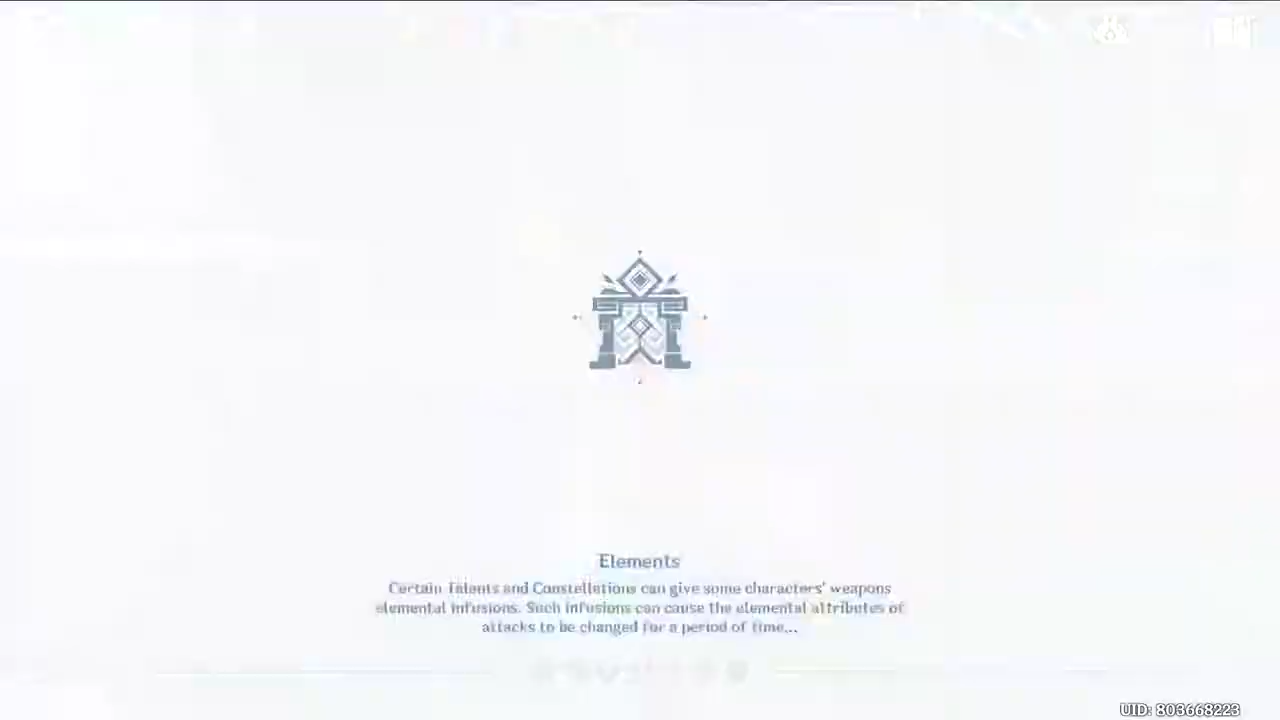 Elements
Certain Talents and Constellations can give some characters' weapons
elemental infusions. Such infusions can cause the elemental attributes of
attacks to be changed for a period of time...
UID: 803668223